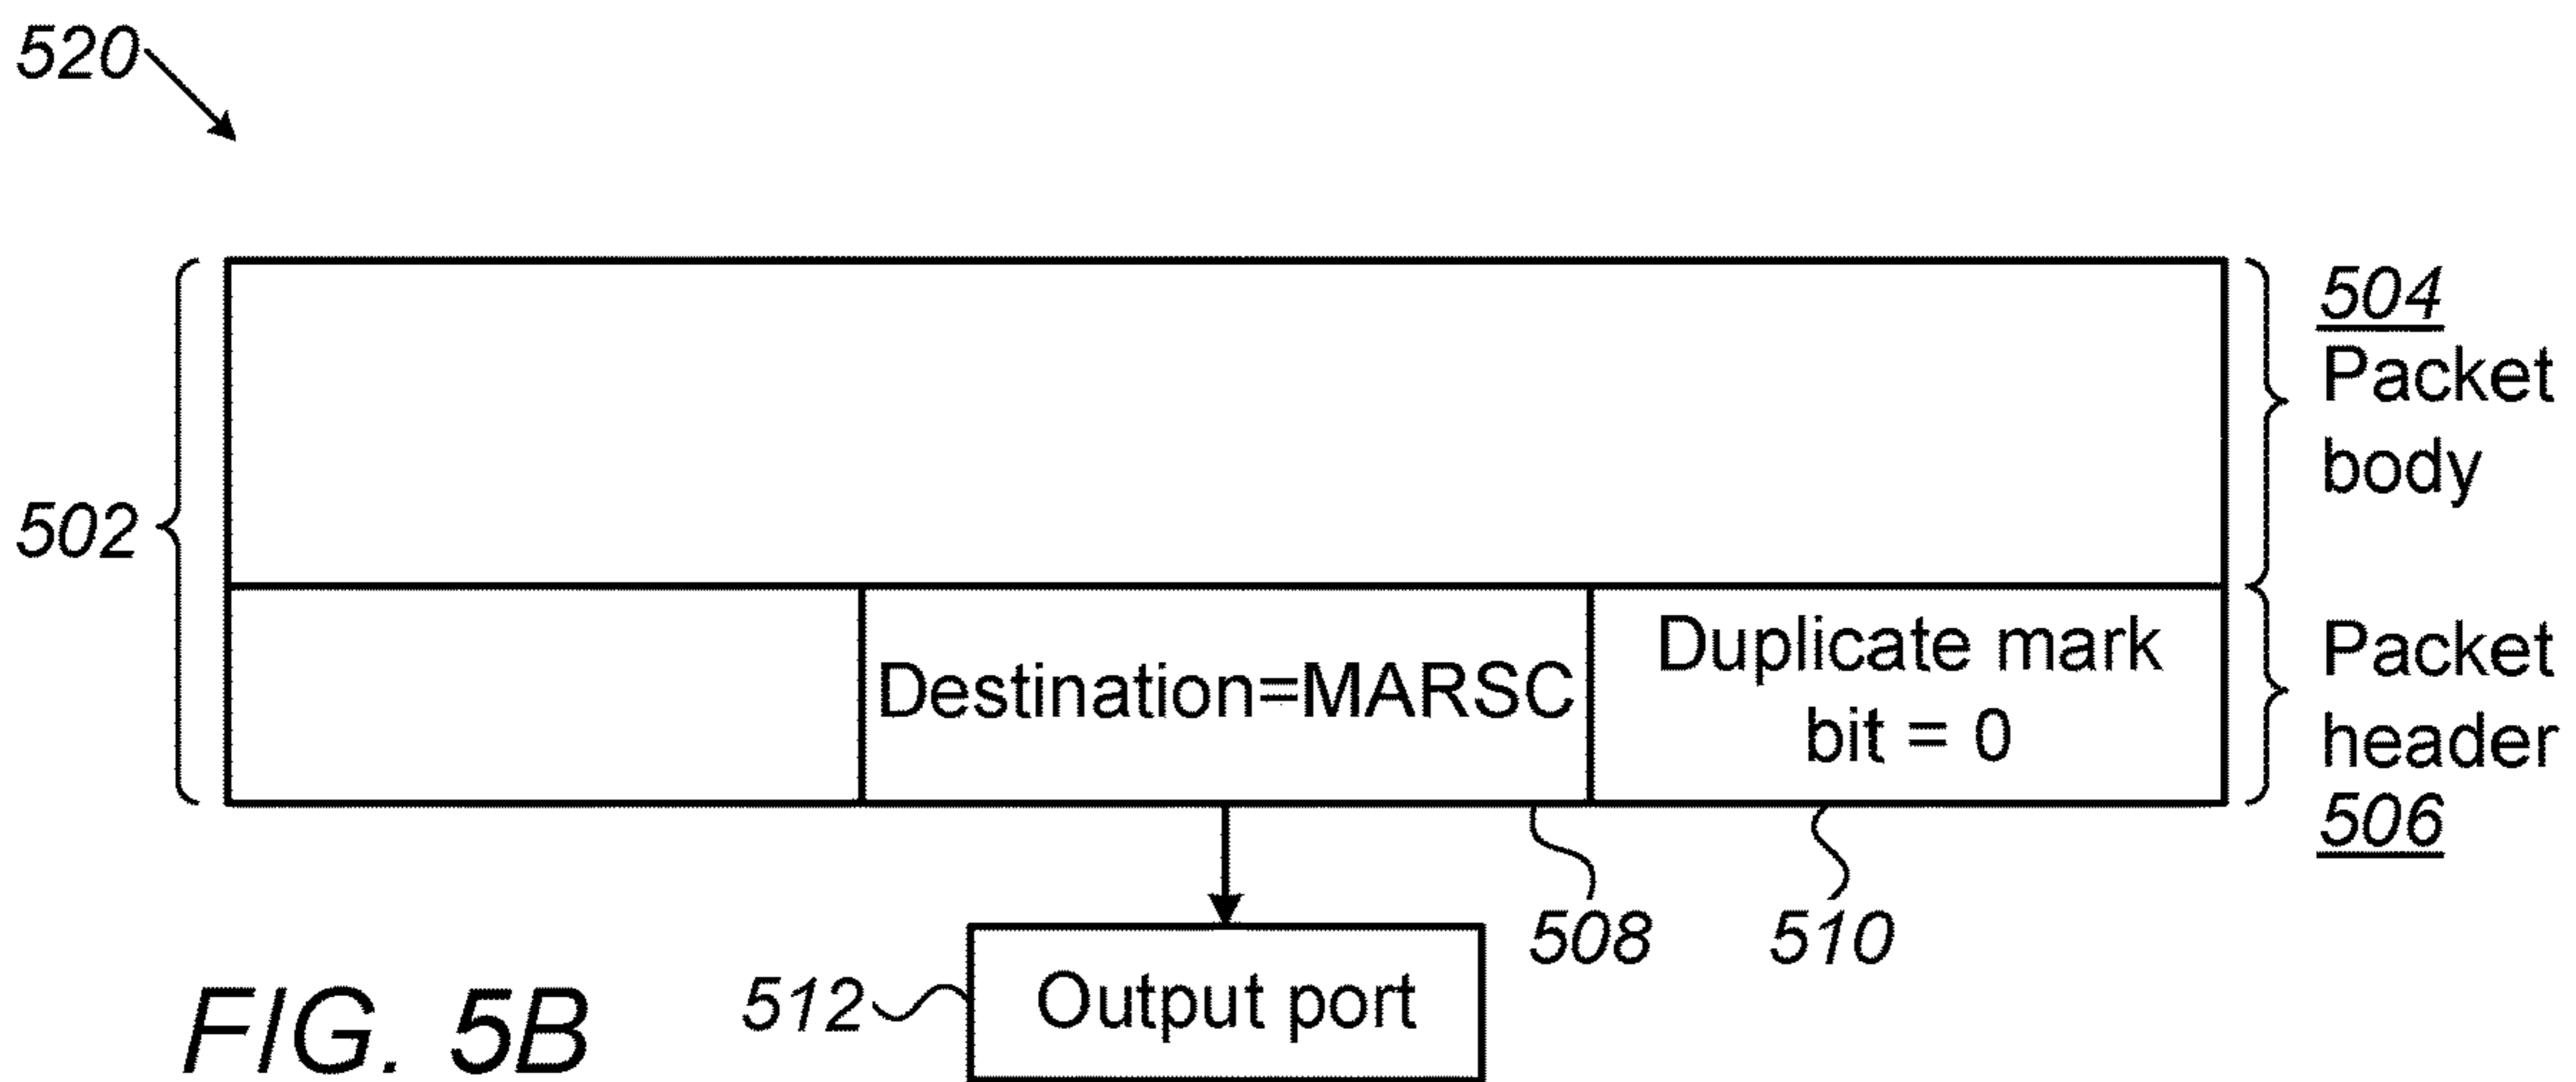 520
504
Packet
body
502
Destination=MARSC
Duplicate mark
bit = 0
Packet
header
506
508
510
512
Output port
FIG. 5B